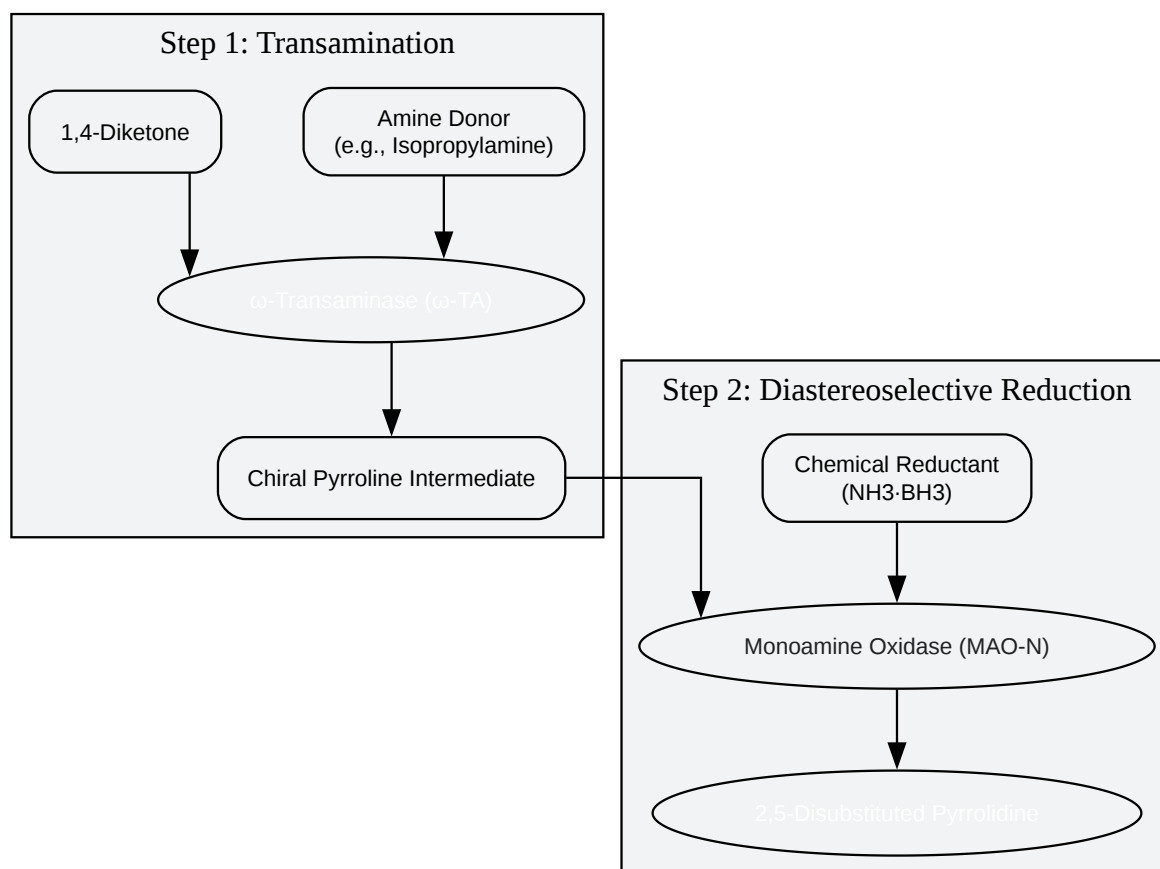 Step 1: Transamination
1,4-Diketone
Amine Donor
(e.g., Isopropylamine)
ω-Transaminase (ω-TA)
Chiral Pyrroline Intermediate
Step 2: Diastereoselective Reduction
Chemical Reductant
(NH3·BH3)
Monoamine Oxidase (MAO-N)
2,5-Disubstituted Pyrrolidine